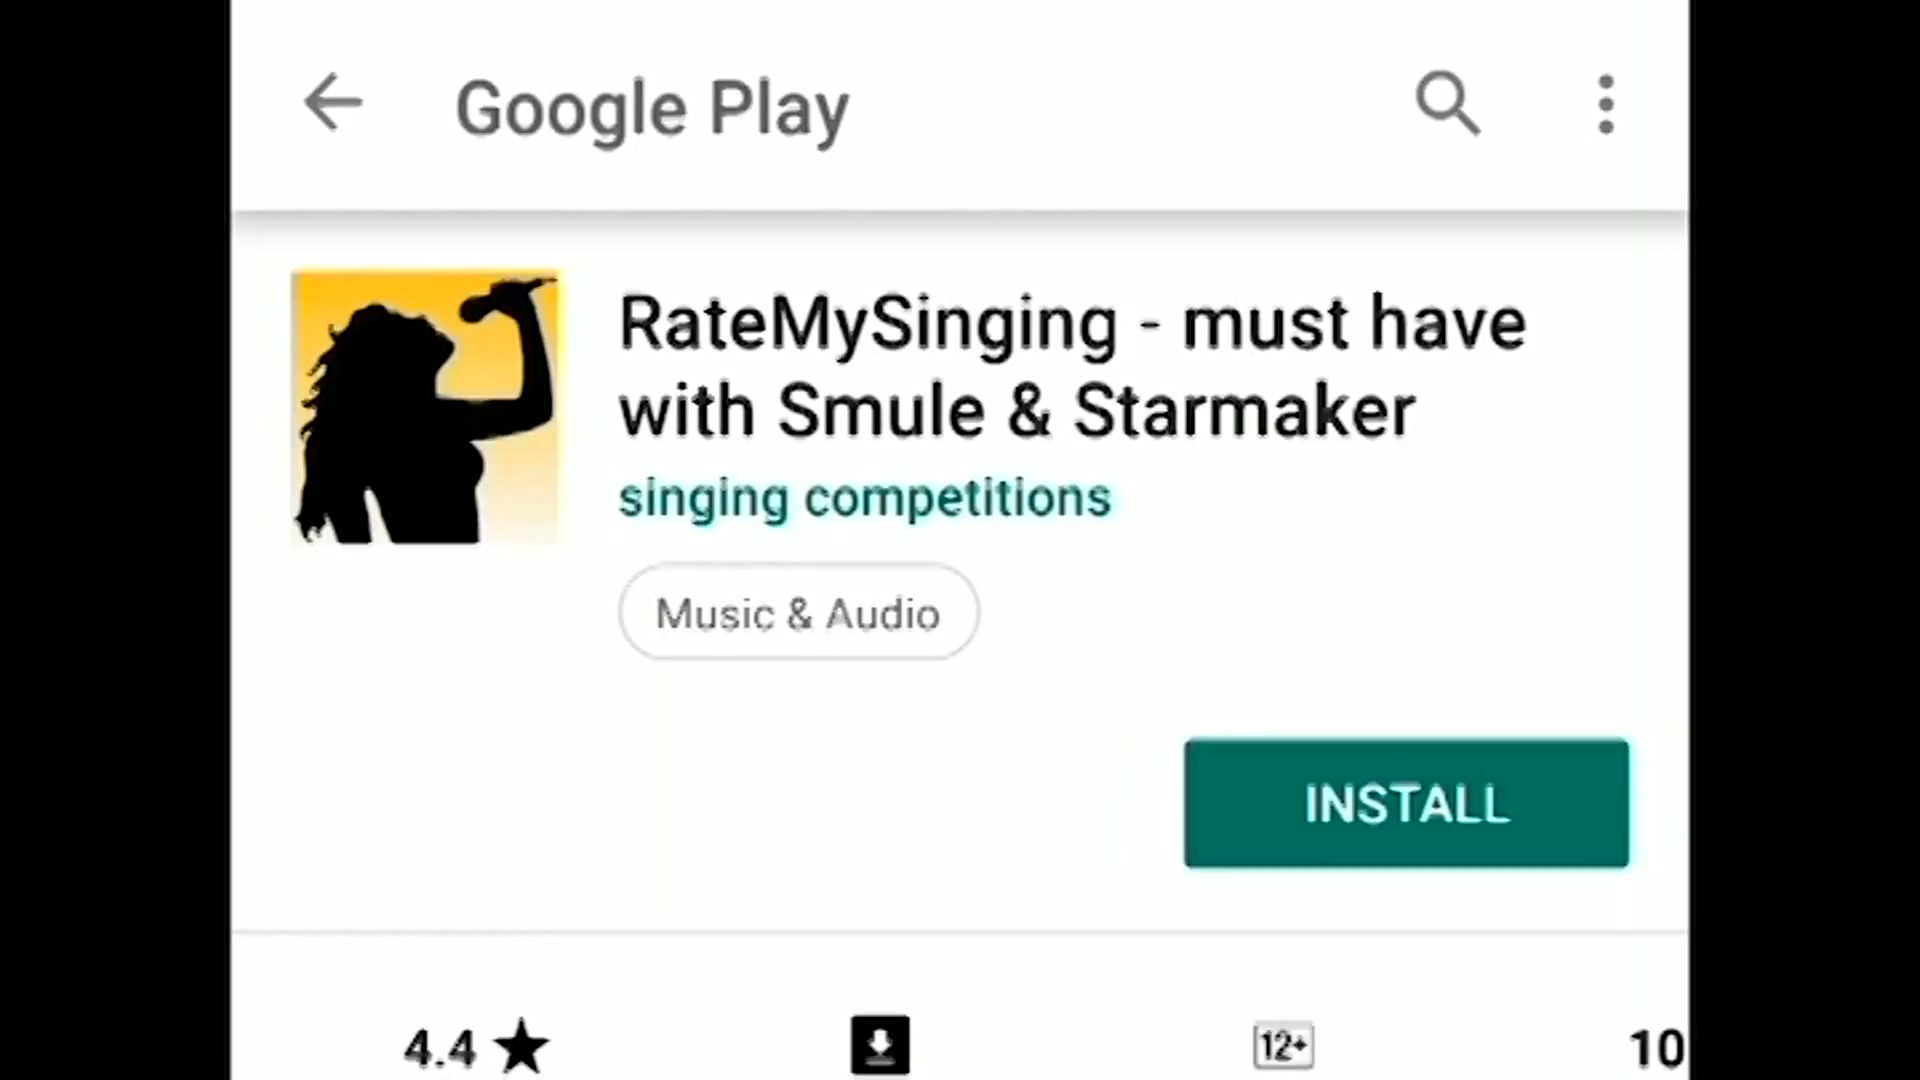 Google Play
RateMySinging - must have
with Smule & Starmaker
singing competitions
Music & Audio
INSTALL
4.4 ★
12+
10